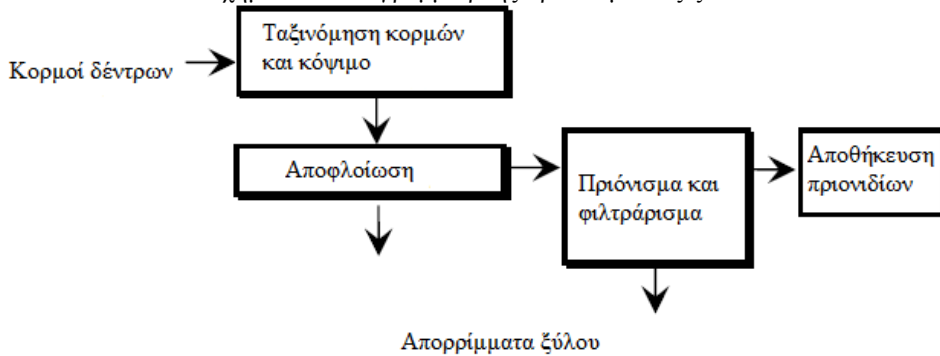 Ταξινόμηση κορμών
και κόψιμο
Κορμοί δέντρων
Αποφλοίωση
Πριόνισμα και
φιλτράρισμα
Αποθήκευση
πριονιδίων
Απορρίμματα ξύλου